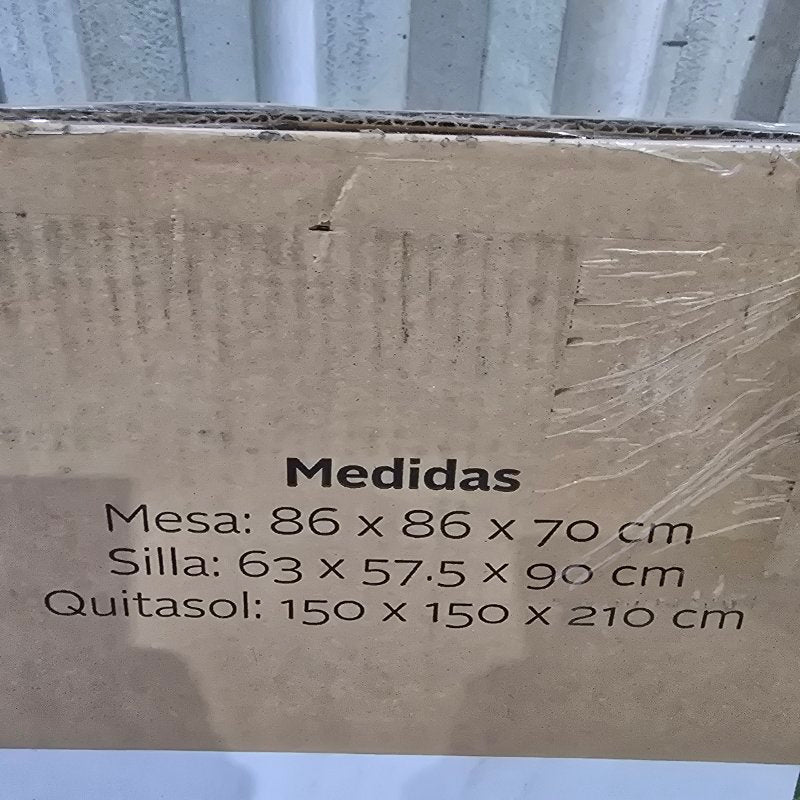 Medidas
Mesa: 86 x 86 x 70 cm
Silla: 63 x 57.5 x 90 cm
Quitasol: 150 x 150 x 210 cm